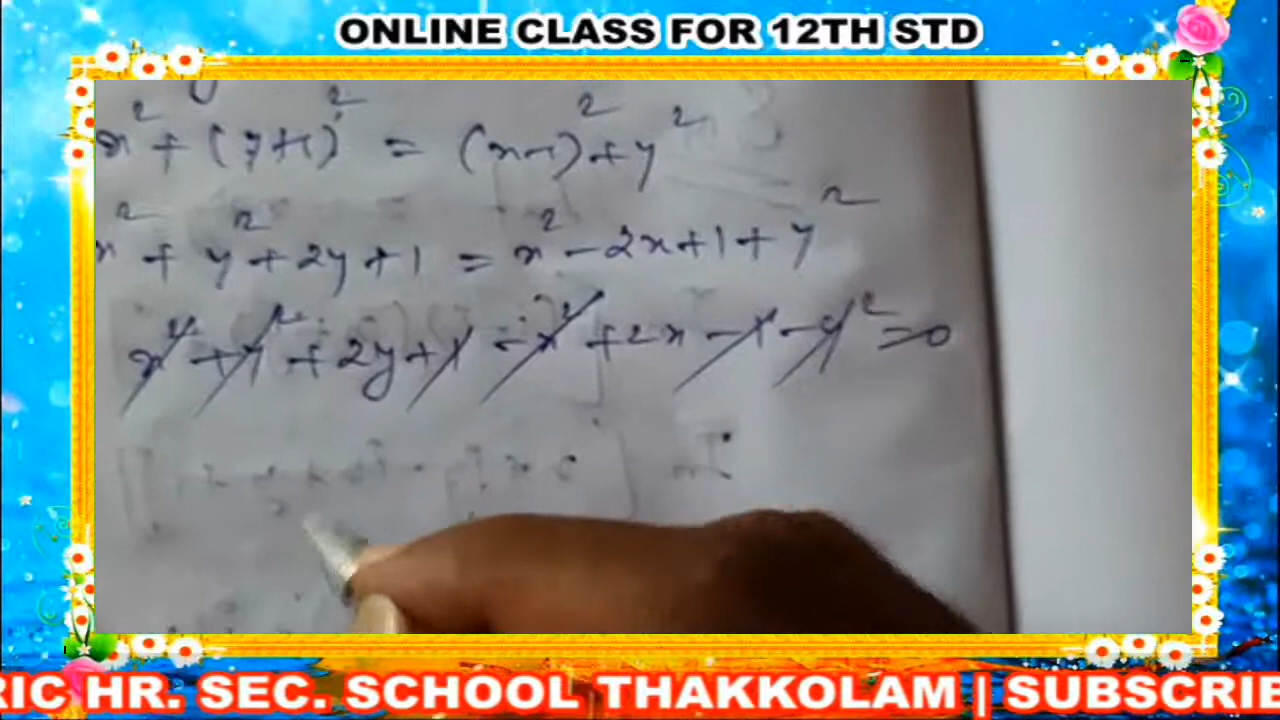 ONLINE CLASS FOR 12TH STD
x² + (y+1)² = (x-1)² + y²
x² + y² + 2y + 1 = x² - 2x + 1 + y²
x² + y² + 2y + 1 - x² + 2x - 1 - y² = 0
RIC HR. SEC. SCHOOL THAKKOLAM | SUBSCRIBE